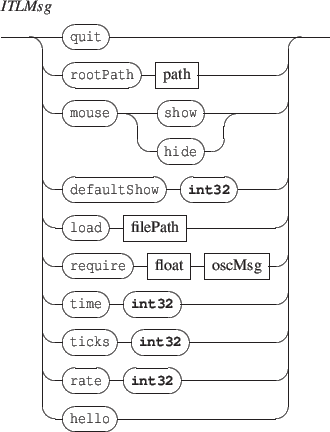 ITLMsg
quit
rootPath path
mouse show
hide
defaultShow int32
load filePath
require float oscMsg
time int32
ticks int32
rate int32
hello